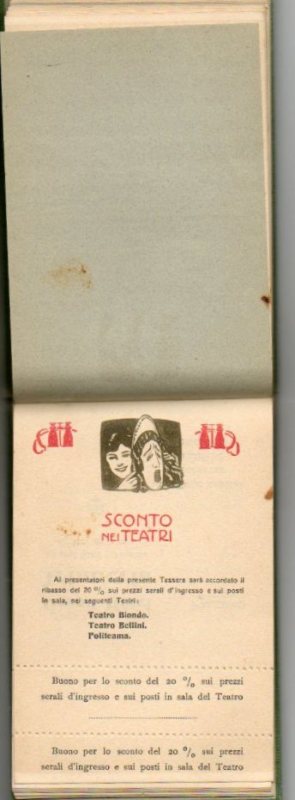 SCONTO
NEI TEATRI
Ai presentatori della presente Tessera sarà accordato il
ribasso del 20 % sui prezzi serali d'ingresso e sui posti
in sala, nei seguenti Teatri:
Teatro Biondo.
Teatro Bellini.
Politeama.
Buono per lo sconto del 20 % sui prezzi
serali d'ingresso e sui posti in sala del Teatro
Buono per lo sconto del 20 % sui prezzi
serali d'ingresso e sui posti in sala del Teatro